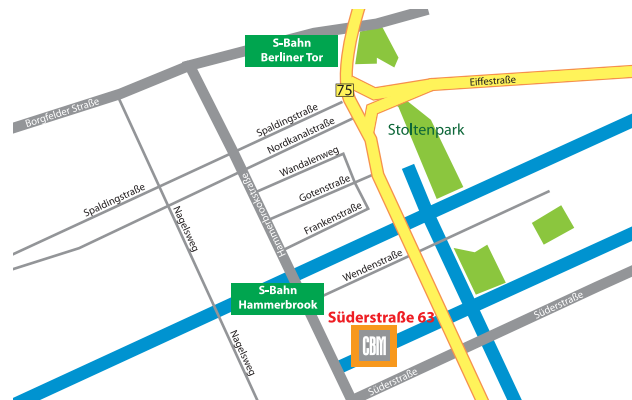 S-Bahn
Berliner Tor
Borgfelder Straße
75
Eiffestraße
Spaldingstraße
Nordkanalstraße
Stoltenpark
Wandalenweg
Gotenstraße
Spaldingstraße
Nagelsweg
Hammerbrookstraße
Frankenstraße
Wendenstraße
S-Bahn
Hammerbrook
Süderstraße 63
Süderstraße
CBM
Nagelsweg
Süderstraße